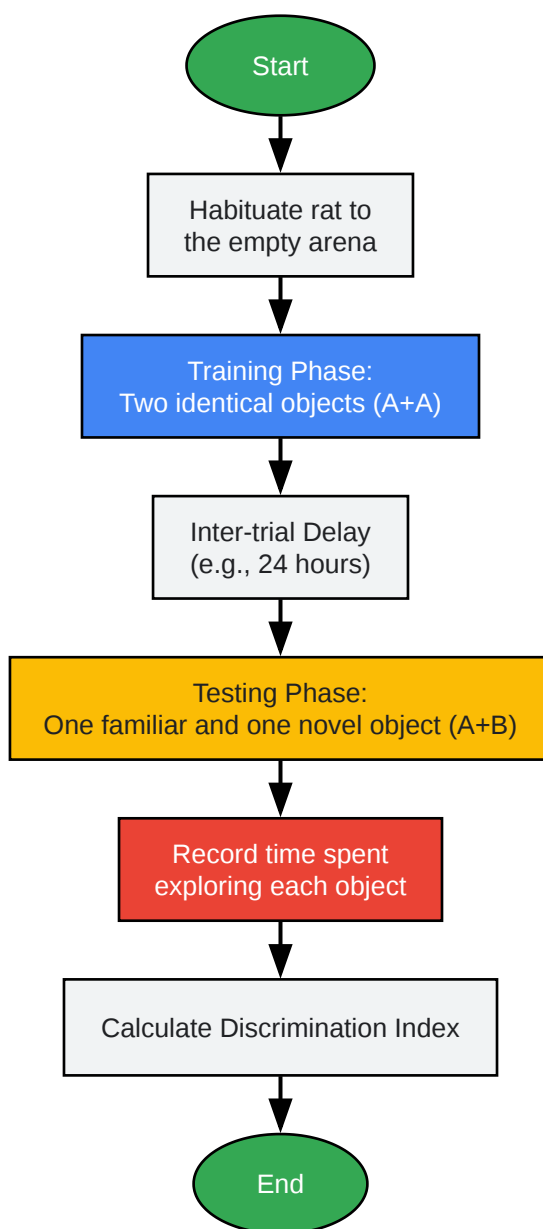 Start
Habituate rat to
the empty arena
Training Phase:
Two identical objects (A+A)
Inter-trial Delay
(e.g., 24 hours)
Testing Phase:
One familiar and one novel object (A+B)
Record time spent
exploring each object
Calculate Discrimination Index
End